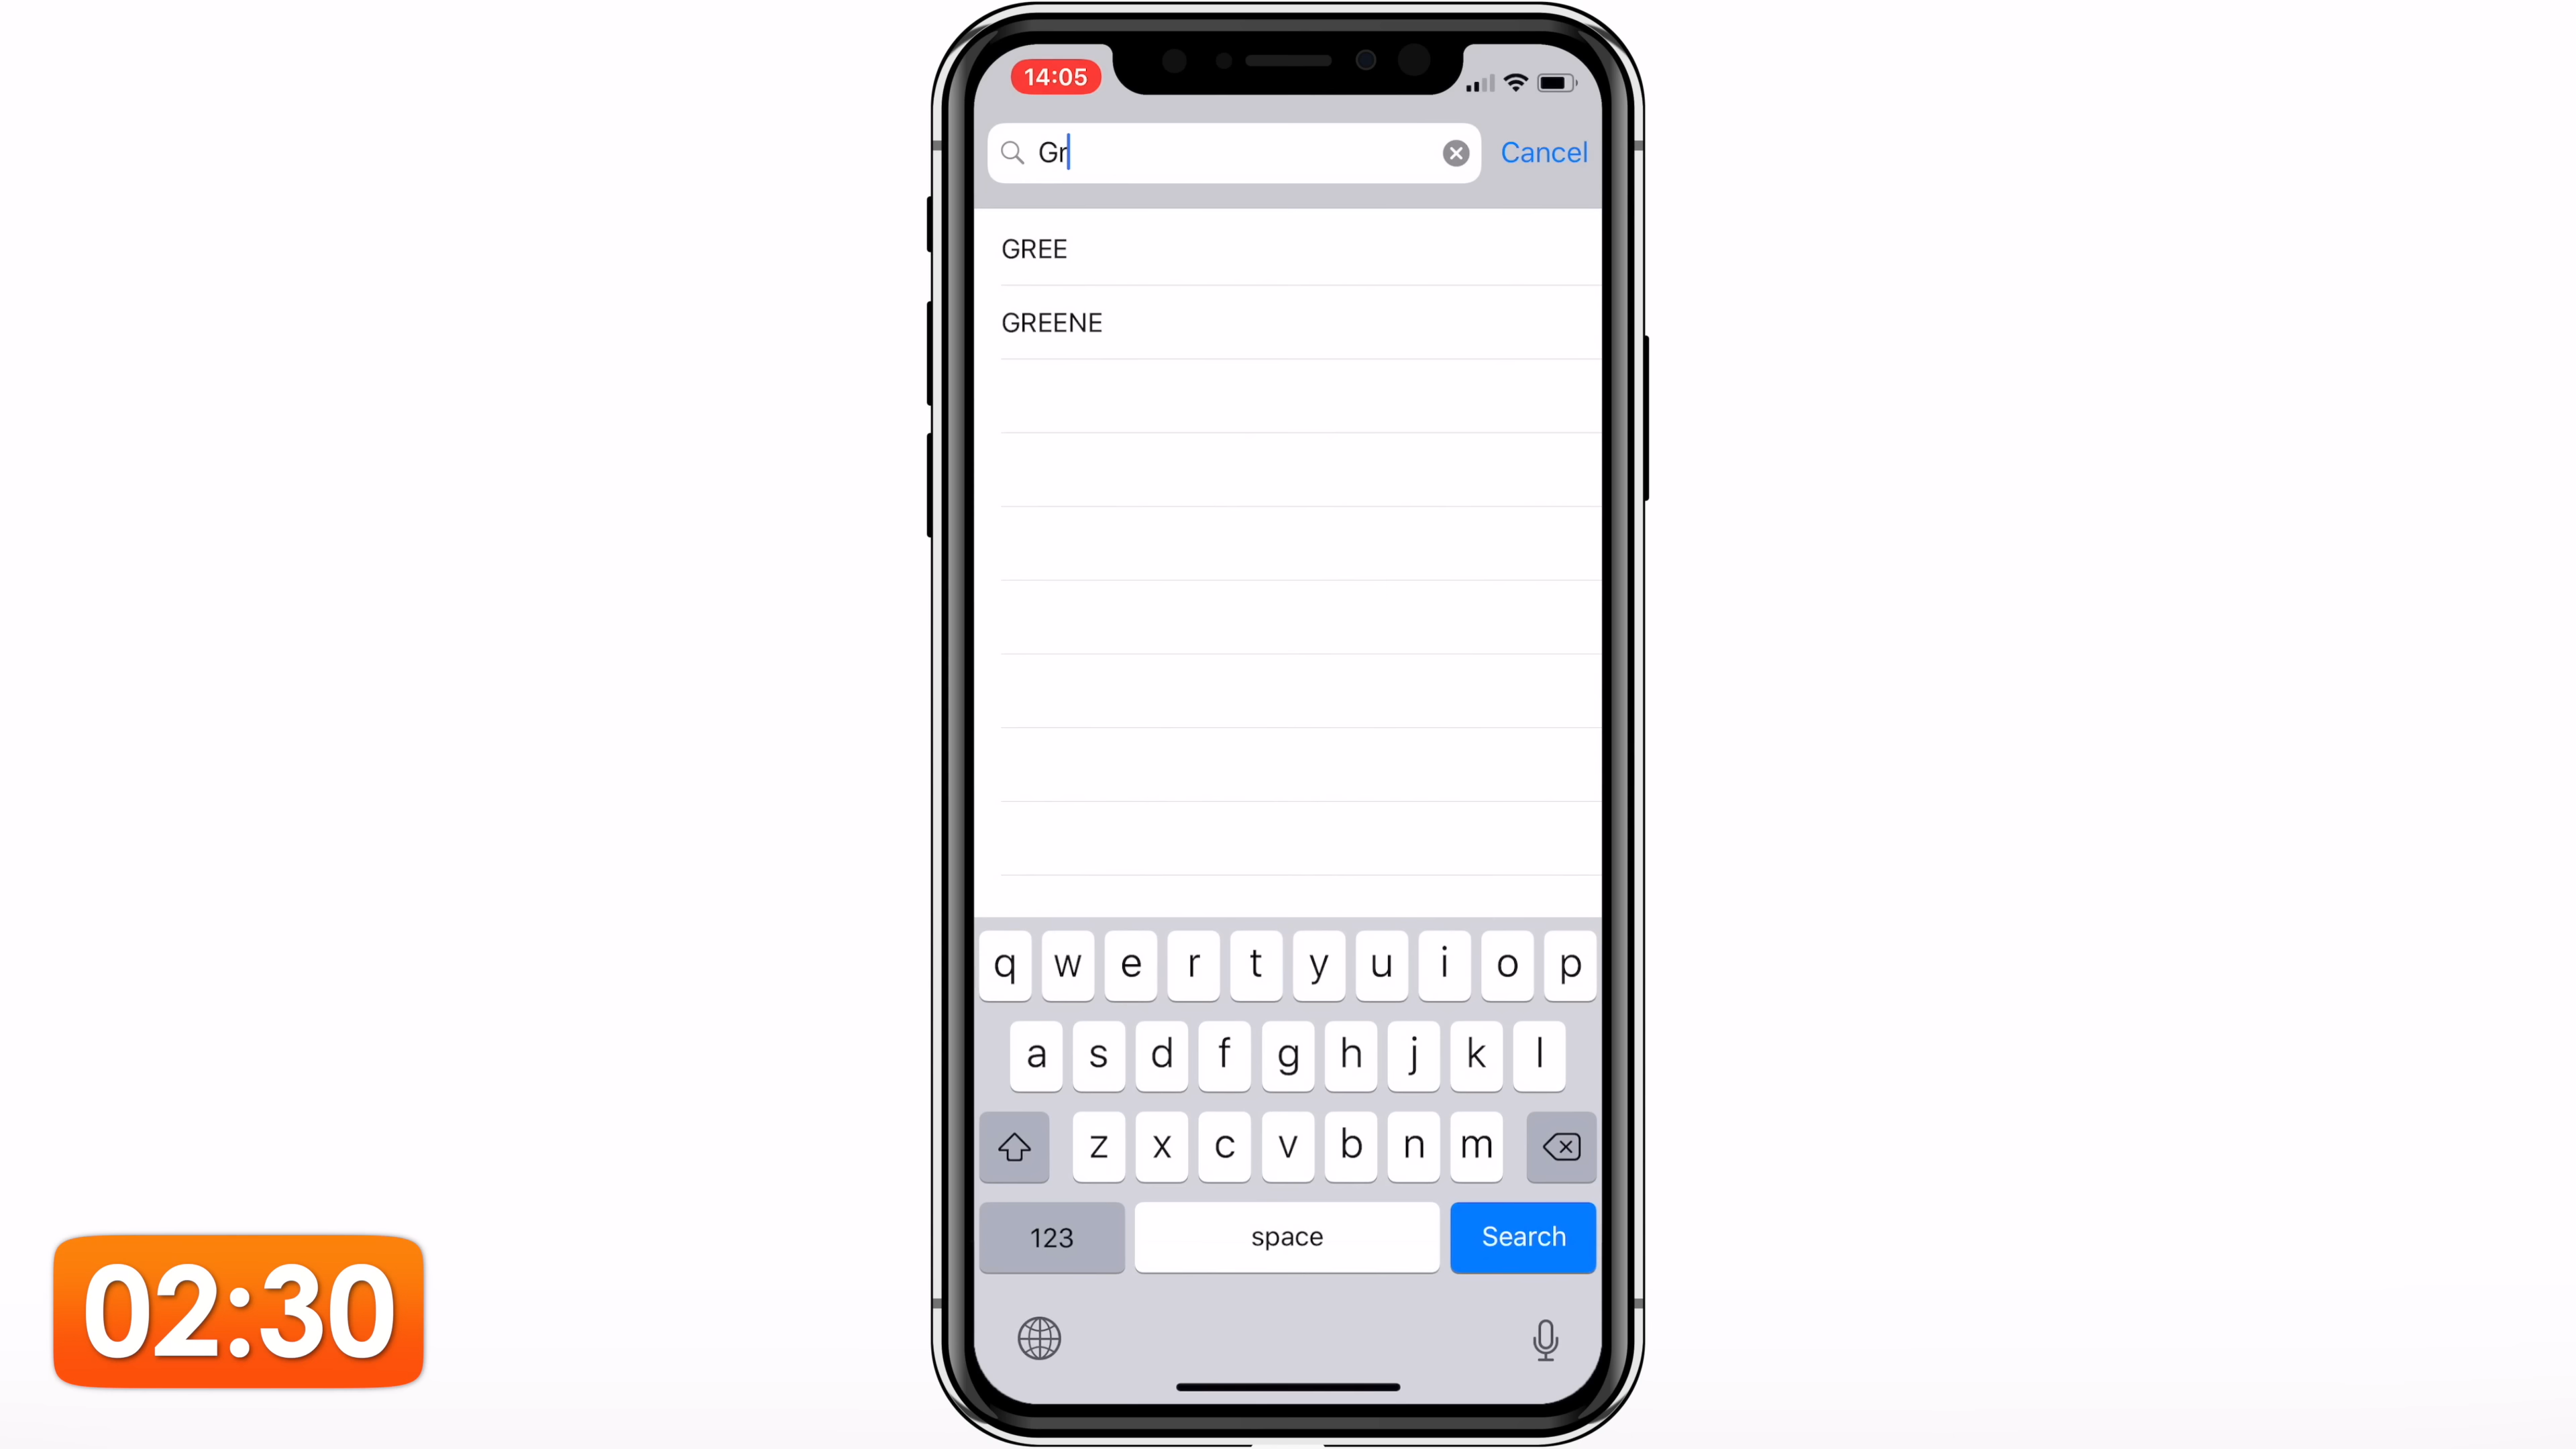 14:05
Gr
Cancel
GREE
GREENE
q w e r t y u i o p
a s d f g h j k l
z x c v b n m
123 space Search
02:30